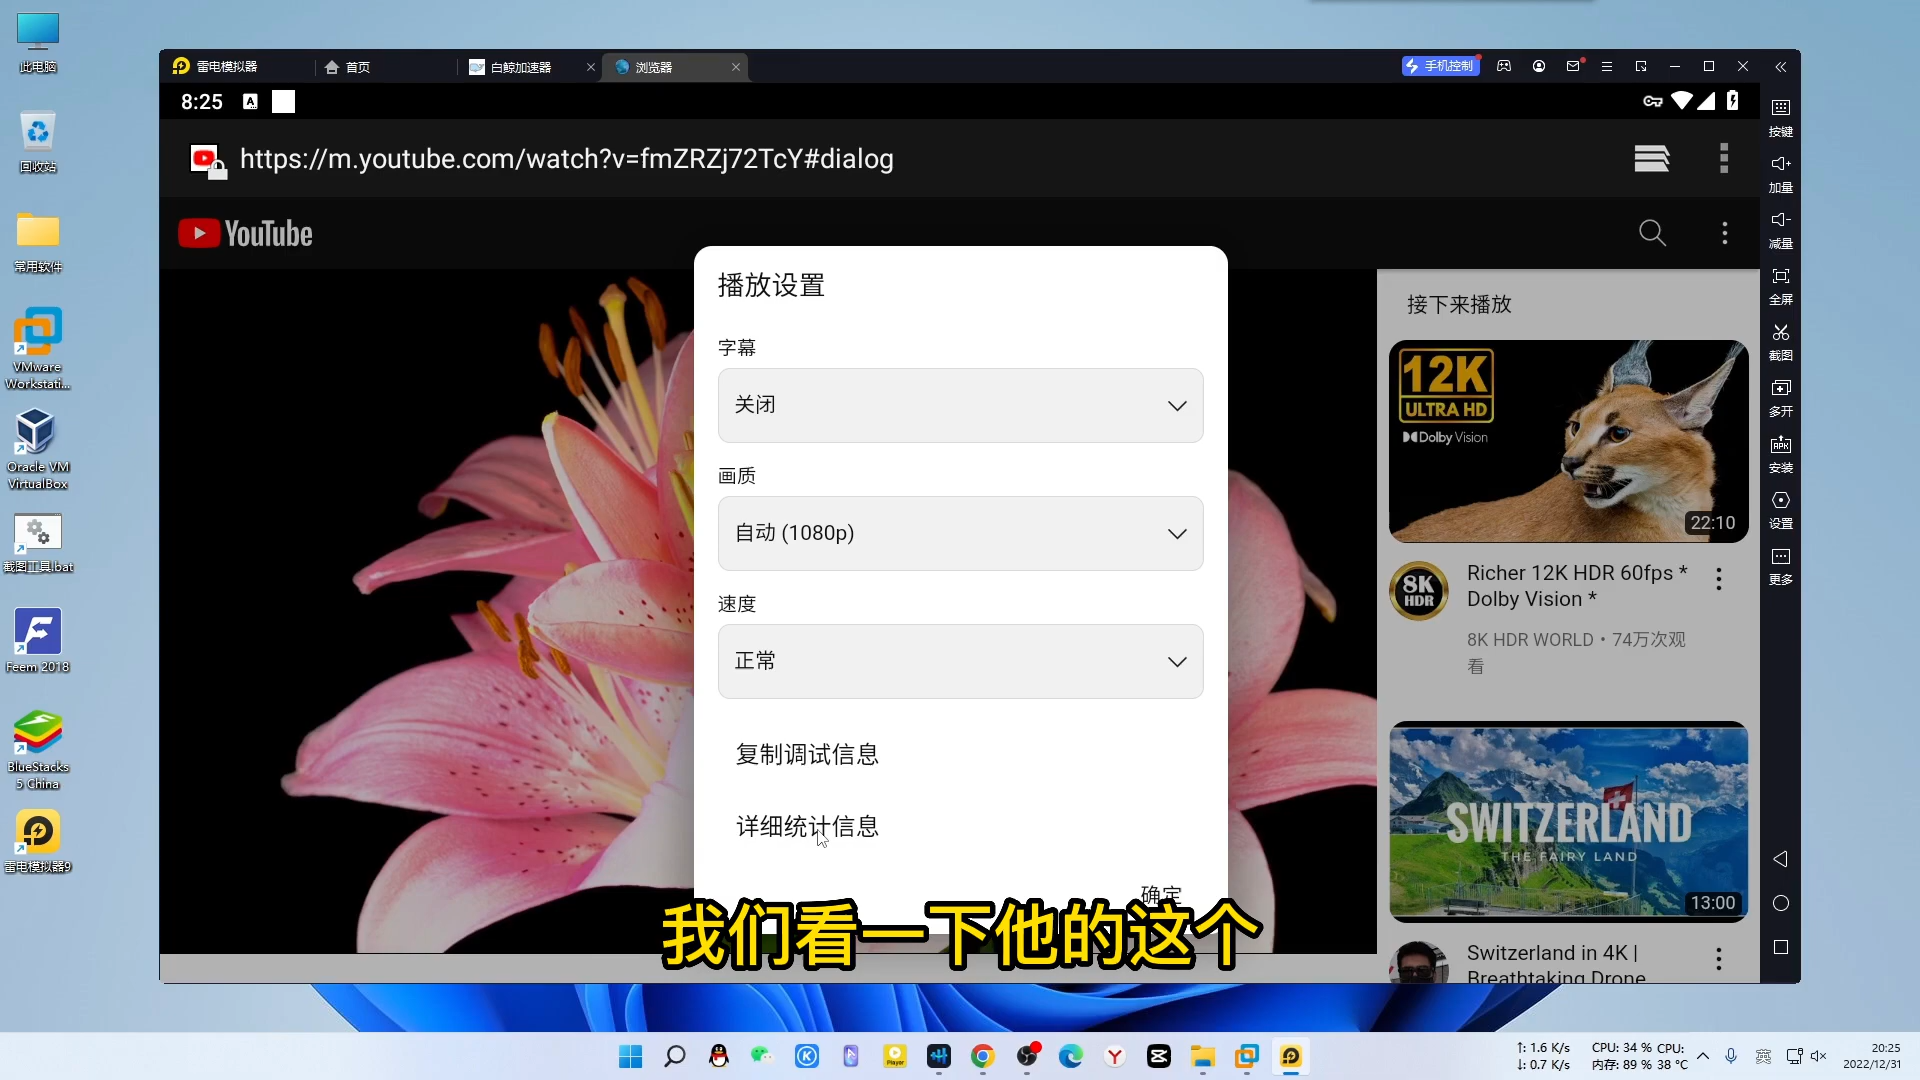 此电脑
回收站
常用软件
VMware
Workstati...
Oracle VM
VirtualBox
截图工具.bat
Feem 2018
BlueStacks
5 China
雷电模拟器9
雷电模拟器
首页
白鲸加速器
浏览器
手机控制
8:25
A
https://m.youtube.com/watch?v=fmZRZj72TcY#dialog
YouTube
播放设置
字幕
关闭
画质
自动 (1080p)
速度
正常
复制调试信息
详细统计信息
确定
我们看一下他的这个
接下来播放
12K
ULTRA HD
Dolby Vision
22:10
8K
HDR
Richer 12K HDR 60fps *
Dolby Vision *
8K HDR WORLD • 74万次观
看
SWITZERLAND
THE FAIRY LAND
13:00
Switzerland in 4K |
Breathtaking Drone
按键
加量
减量
全屏
截图
多开
APK
安装
设置
更多
Player
↑: 1.6 K/s
↓: 0.7 K/s
CPU: 34 % CPU:
内存: 89 % 38 °C
英
20:25
2022/12/31